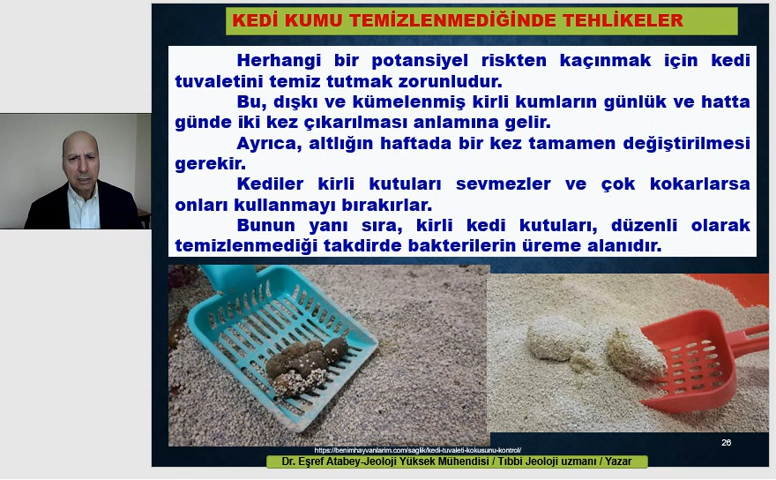 KEDİ KUMU TEMİZLENMEDİĞİNDE TEHLİKELER
Herhangi bir potansiyel riskten kaçınmak için kedi
tuvaletini temiz tutmak zorunludur.
Bu, dışkı ve kümelenmiş kirli kumların günlük ve hatta
günde iki kez çıkarılması anlamına gelir.
Ayrıca, altlığın haftada bir kez tamamen değiştirilmesi
gerekir.
Kediler kirli kutuları sevmezler ve çok kokarlarsa
onları kullanmayı bırakırlar.
Bunun yanı sıra, kirli kedi kutuları, düzenli olarak
temizlenmediği takdirde bakterilerin üreme alanıdır.
26
https://benimhayvanlarim.com/saglik/kedi-tuvaleti-kokusunu-kontrol/
Dr. Eşref Atabey-Jeoloji Yüksek Mühendisi / Tıbbi Jeoloji uzmanı / Yazar